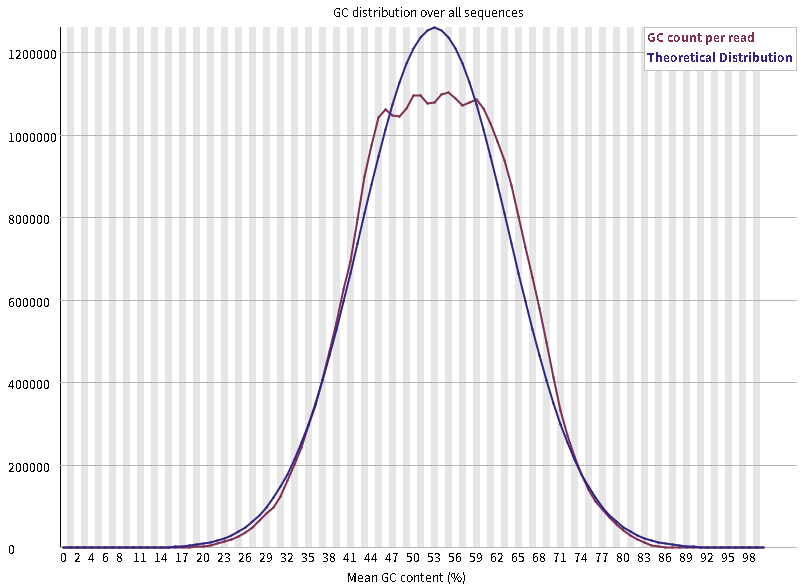 GC distribution over all sequences
GC count per read
Theoretical Distribution
1200000
1000000
800000
600000
400000
200000
0
0 2 4 6 8 11 14 17 20 23 26 29 32 35 38 41 44 47 50 53 56 59 62 65 68 71 74 77 80 83 86 89 92 95 98
Mean GC content (%)